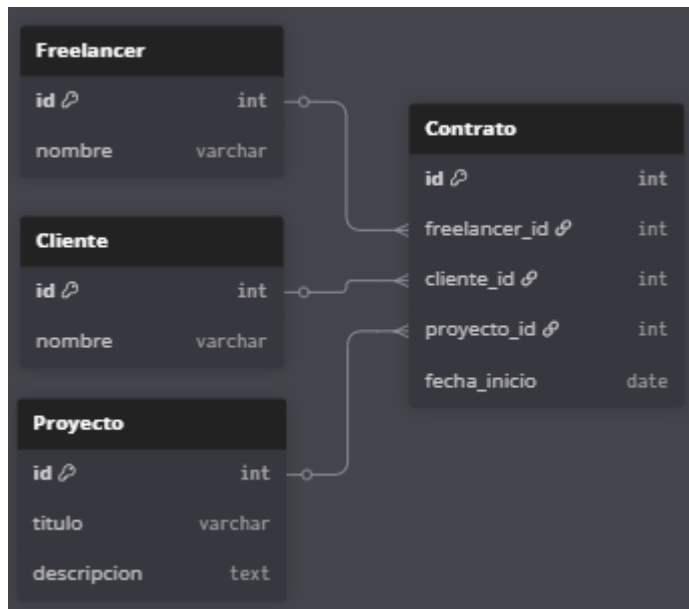 Freelancer
id int
nombre varchar
Cliente
id int
nombre varchar
Proyecto
id int
titulo varchar
descripcion text
Contrato
id int
freelancer_id int
cliente_id int
proyecto_id int
fecha_inicio date